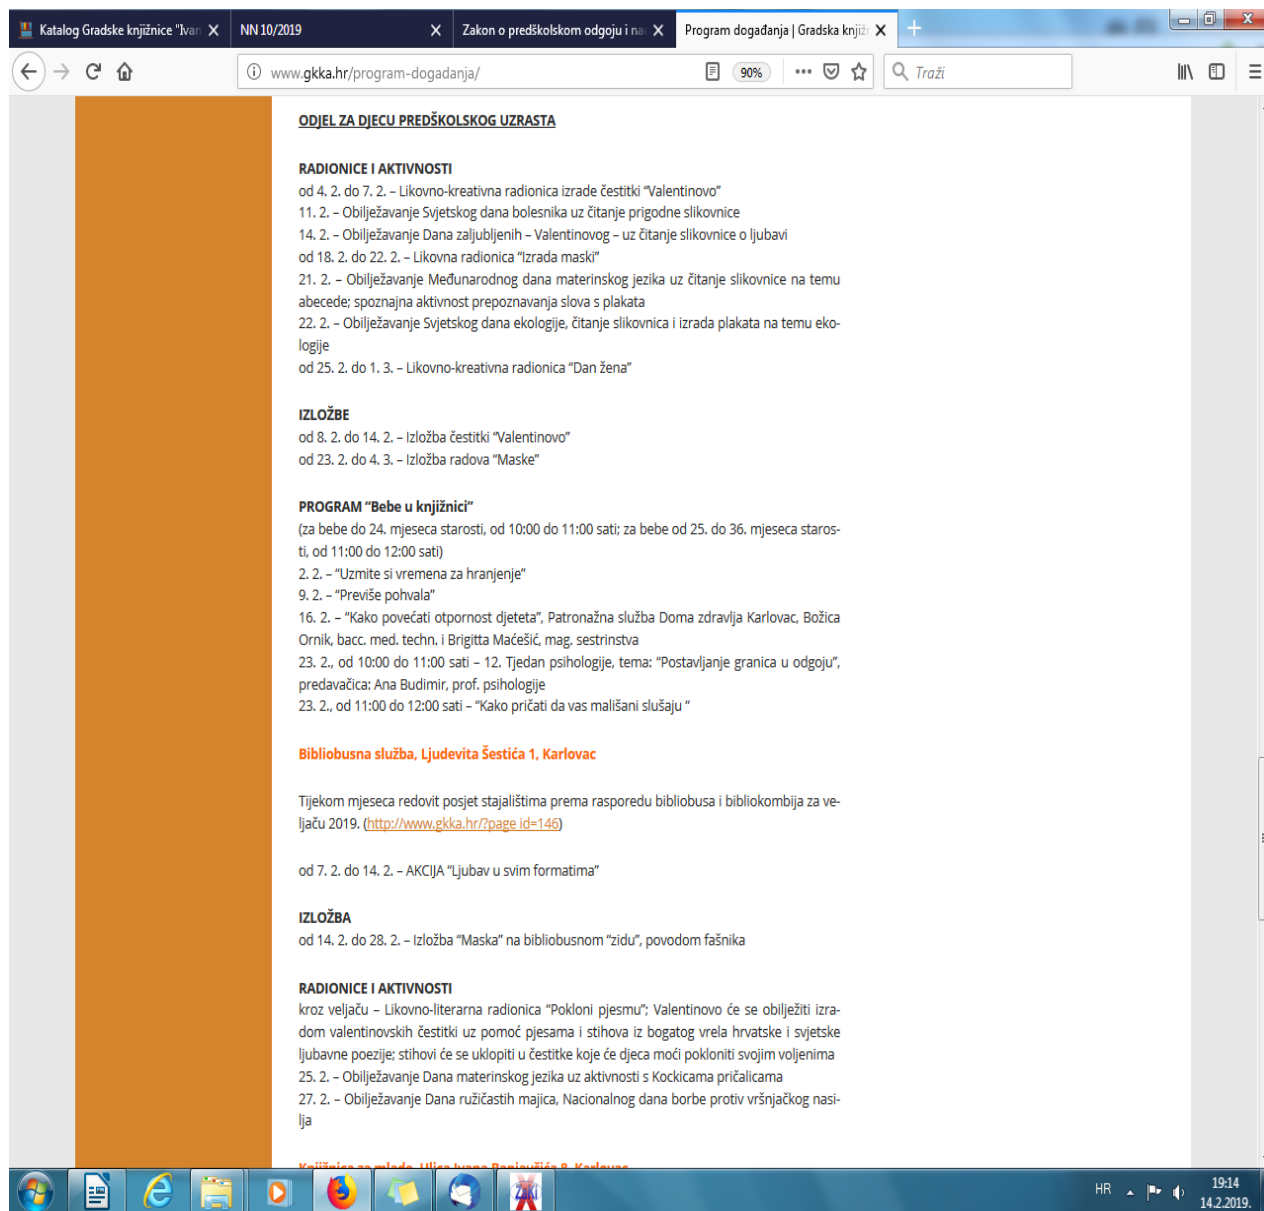 Katalog Gradske knjižnice "Ivan
NN 10/2019
Zakon o predškolskom odgoju i na
Program događanja | Gradska knjiž
www.gkka.hr/program-dogadanja/
90%
Traži
ODJEL ZA DJECU PREDŠKOLSKOG UZRASTA
RADIONICE I AKTIVNOSTI
od 4. 2. do 7. 2. – Likovno-kreativna radionica izrade čestitki “Valentinovo”
11. 2. – Obilježavanje Svjetskog dana bolesnika uz čitanje prigodne slikovnice
14. 2. – Obilježavanje Dana zaljubljenih – Valentinovog – uz čitanje slikovnice o ljubavi
od 18. 2. do 22. 2. – Likovna radionica “Izrada maski”
21. 2. – Obilježavanje Međunarodnog dana materinskog jezika uz čitanje slikovnice na temu
abecede; spoznajna aktivnost prepoznavanja slova s plakata
22. 2. – Obilježavanje Svjetskog dana ekologije, čitanje slikovnica i izrada plakata na temu eko-
logije
od 25. 2. do 1. 3. – Likovno-kreativna radionica “Dan žena”
IZLOŽBE
od 8. 2. do 14. 2. – Izložba čestitki “Valentinovo”
od 23. 2. do 4. 3. – Izložba radova “Maske”
PROGRAM “Bebe u knjižnici”
(za bebe do 24. mjeseca starosti, od 10:00 do 11:00 sati; za bebe od 25. do 36. mjeseca staros-
ti, od 11:00 do 12:00 sati)
2. 2. – “Uzmite si vremena za hranjenje”
9. 2. – “Previše pohvala”
16. 2. – “Kako povećati otpornost djeteta”, Patronažna služba Doma zdravlja Karlovac, Božica
Ornik, bacc. med. techn. i Brigitta Maćešić, mag. sestrinstva
23. 2., od 10:00 do 11:00 sati – 12. Tjedan psihologije, tema: “Postavljanje granica u odgoju”,
predavačica: Ana Budimir, prof. psihologije
23. 2., od 11:00 do 12:00 sati – “Kako pričati da vas mališani slušaju “
Bibliobusna služba, Ljudevita Šestića 1, Karlovac
Tijekom mjeseca redovit posjet stajalištima prema rasporedu bibliobusa i bibliokombija za ve-
ljaču 2019. (http://www.gkka.hr/?page id=146)
od 7. 2. do 14. 2. – AKCIJA “Ljubav u svim formatima”
IZLOŽBA
od 14. 2. do 28. 2. – Izložba “Maska” na bibliobusnom “zidu”, povodom fašnika
RADIONICE I AKTIVNOSTI
kroz veljaču – Likovno-literarna radionica “Pokloni pjesmu”; Valentinovo će se obilježiti izra-
dom valentinovskih čestitki uz pomoć pjesama i stihova iz bogatog vrela hrvatske i svjetske
ljubavne poezije; stihovi će se uklopiti u čestitke koje će djeca moći pokloniti svojim voljenima
25. 2. – Obilježavanje Dana materinskog jezika uz aktivnosti s Kockicama pričalicama
27. 2. – Obilježavanje Dana ružičastih majica, Nacionalnog dana borbe protiv vršnjačkog nasi-
lja
Knjižnica za mlade, Ulica Ivana Banjavčića 8, Karlovac
HR
19:14
14.2.2019.